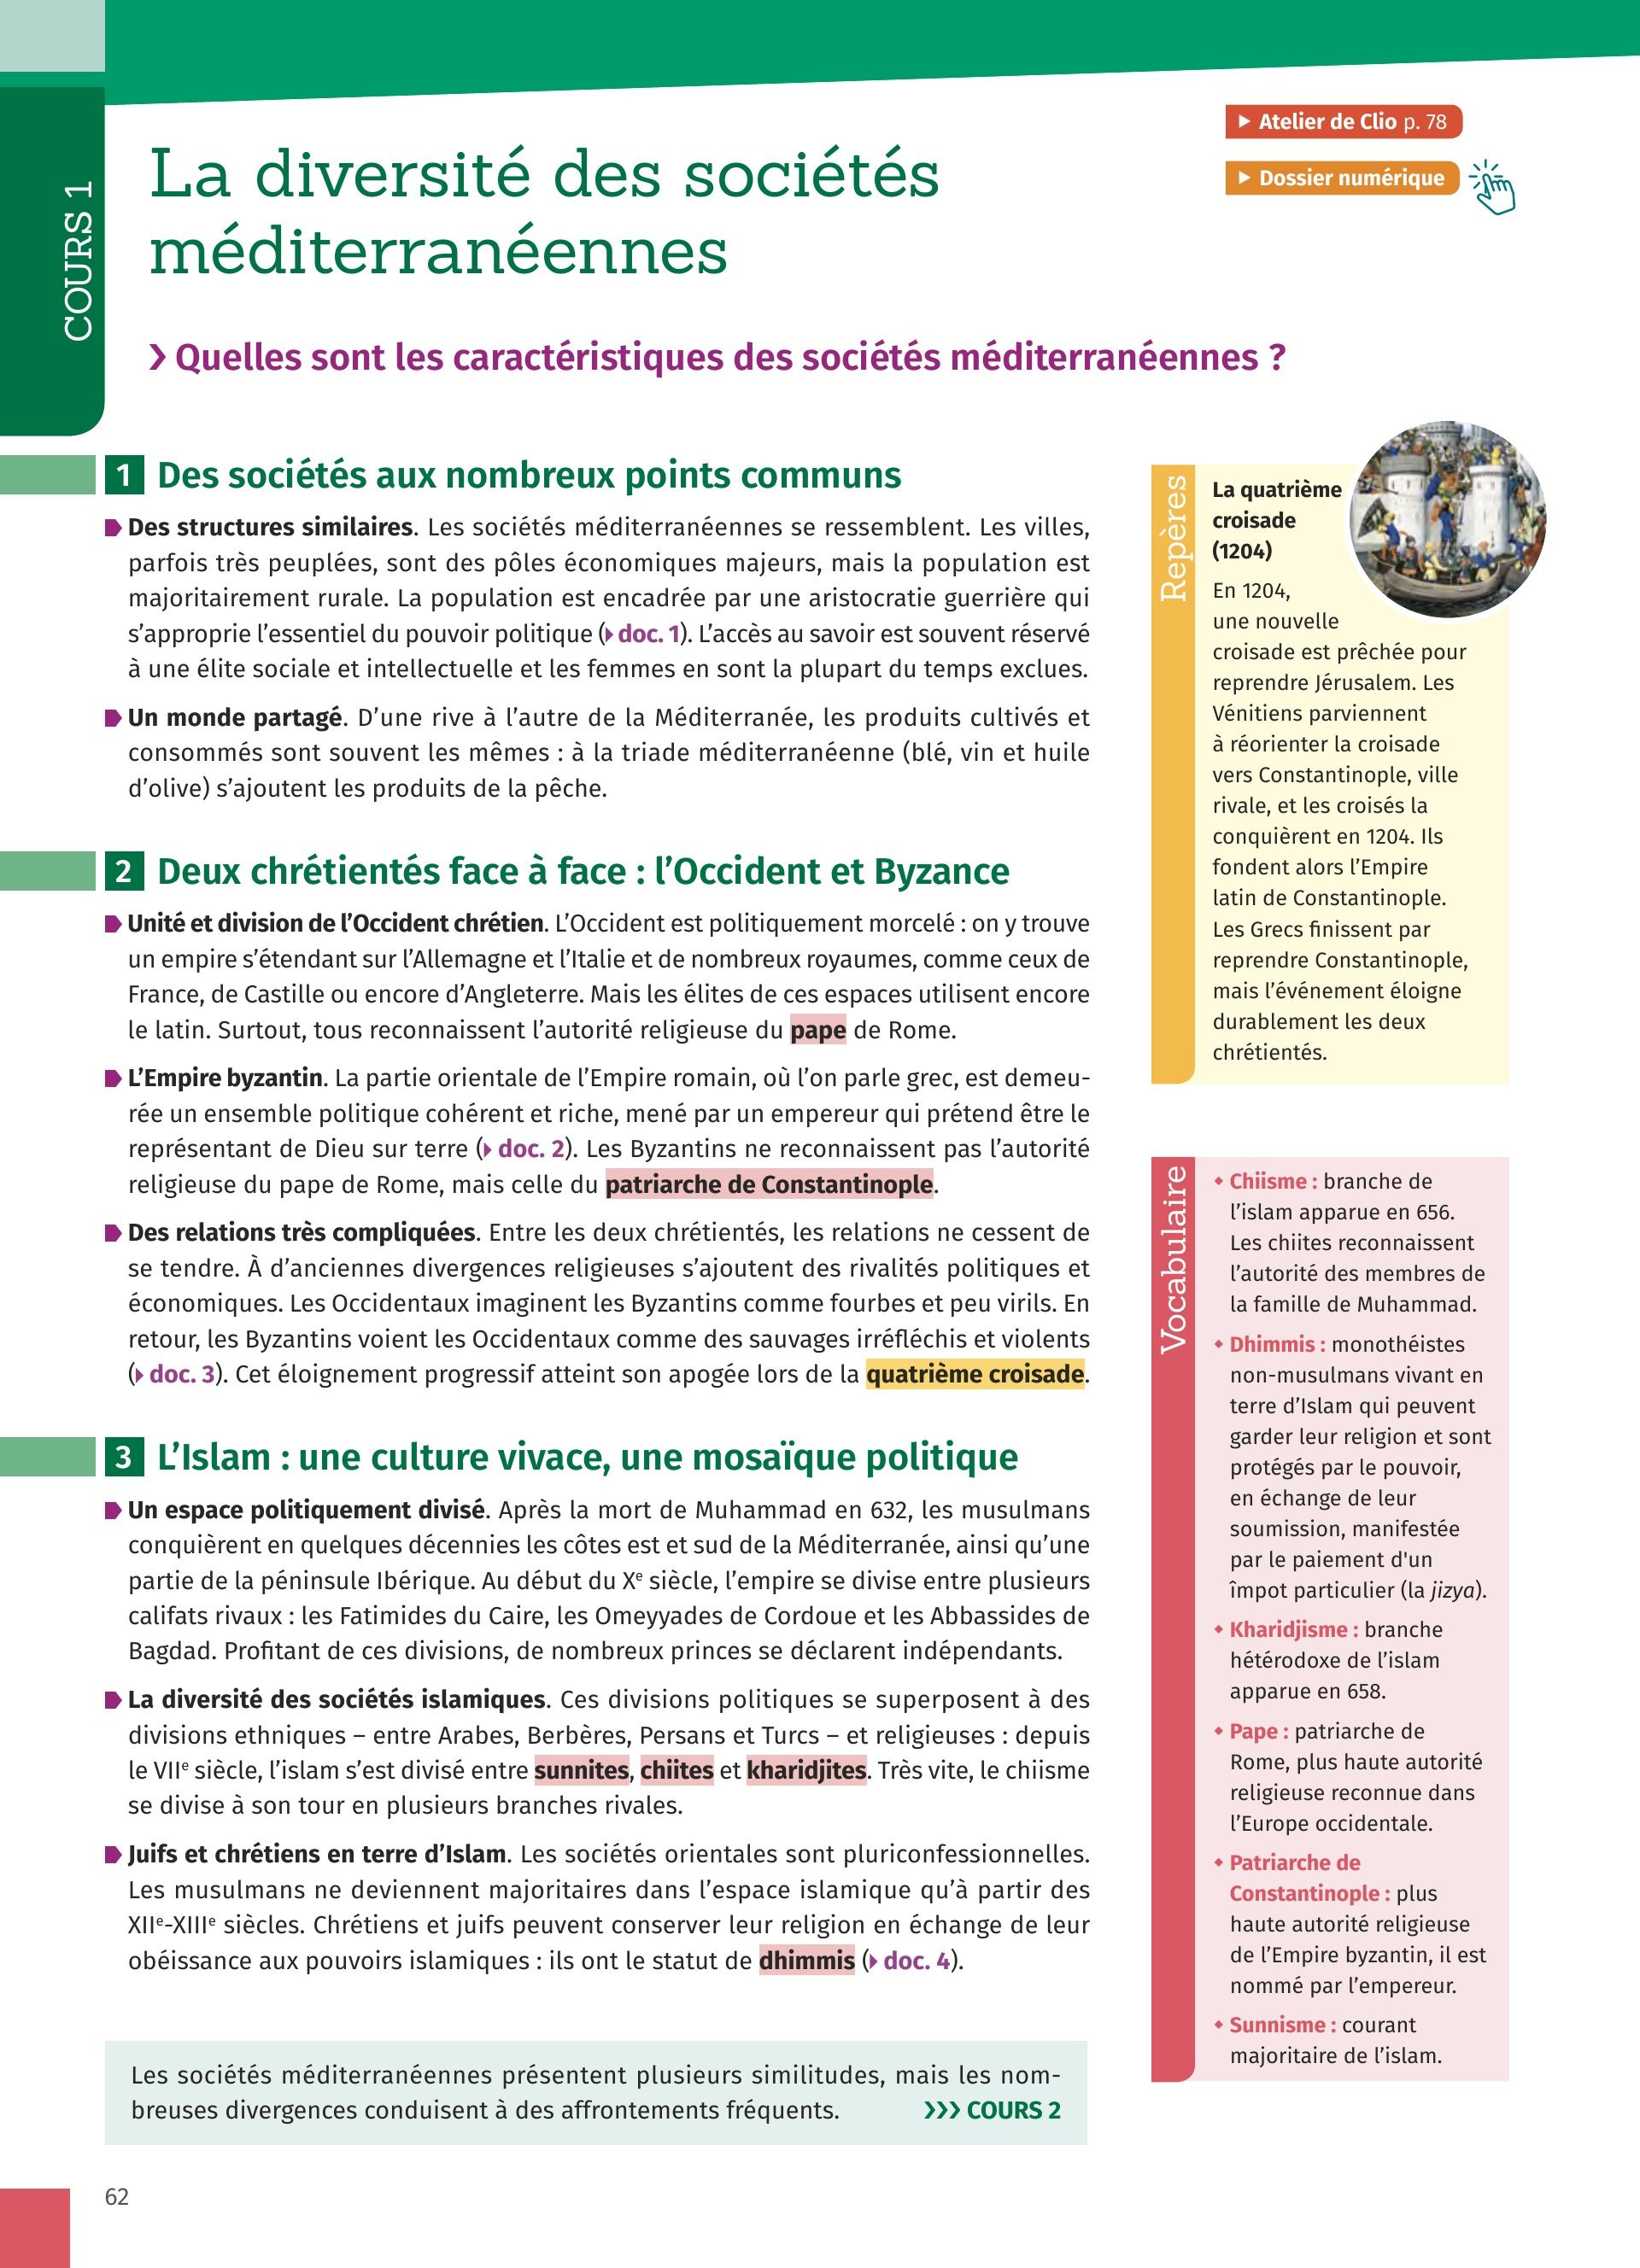 COURS 1
▶ Atelier de Clio p. 78
▶ Dossier numérique
La diversité des sociétés
méditerranéennes
❯ Quelles sont les caractéristiques des sociétés méditerranéennes ?
1 Des sociétés aux nombreux points communs
Des structures similaires. Les sociétés méditerranéennes se ressemblent. Les villes,
parfois très peuplées, sont des pôles économiques majeurs, mais la population est
majoritairement rurale. La population est encadrée par une aristocratie guerrière qui
s’approprie l’essentiel du pouvoir politique (▸ doc. 1). L’accès au savoir est souvent réservé
à une élite sociale et intellectuelle et les femmes en sont la plupart du temps exclues.
Un monde partagé. D’une rive à l’autre de la Méditerranée, les produits cultivés et
consommés sont souvent les mêmes : à la triade méditerranéenne (blé, vin et huile
d’olive) s’ajoutent les produits de la pêche.
2 Deux chrétientés face à face : l’Occident et Byzance
Unité et division de l’Occident chrétien. L’Occident est politiquement morcelé : on y trouve
un empire s’étendant sur l’Allemagne et l’Italie et de nombreux royaumes, comme ceux de
France, de Castille ou encore d’Angleterre. Mais les élites de ces espaces utilisent encore
le latin. Surtout, tous reconnaissent l’autorité religieuse du pape de Rome.
L’Empire byzantin. La partie orientale de l’Empire romain, où l’on parle grec, est demeu-
rée un ensemble politique cohérent et riche, mené par un empereur qui prétend être le
représentant de Dieu sur terre (▸ doc. 2). Les Byzantins ne reconnaissent pas l’autorité
religieuse du pape de Rome, mais celle du patriarche de Constantinople.
Des relations très compliquées. Entre les deux chrétientés, les relations ne cessent de
se tendre. À d’anciennes divergences religieuses s’ajoutent des rivalités politiques et
économiques. Les Occidentaux imaginent les Byzantins comme fourbes et peu virils. En
retour, les Byzantins voient les Occidentaux comme des sauvages irréfléchis et violents
(▸ doc. 3). Cet éloignement progressif atteint son apogée lors de la quatrième croisade.
3 L’Islam : une culture vivace, une mosaïque politique
Un espace politiquement divisé. Après la mort de Muhammad en 632, les musulmans
conquièrent en quelques décennies les côtes est et sud de la Méditerranée, ainsi qu’une
partie de la péninsule Ibérique. Au début du Xe siècle, l’empire se divise entre plusieurs
califats rivaux : les Fatimides du Caire, les Omeyyades de Cordoue et les Abbassides de
Bagdad. Profitant de ces divisions, de nombreux princes se déclarent indépendants.
La diversité des sociétés islamiques. Ces divisions politiques se superposent à des
divisions ethniques – entre Arabes, Berbères, Persans et Turcs – et religieuses : depuis
le VIIe siècle, l’islam s’est divisé entre sunnites, chiites et kharidjites. Très vite, le chiisme
se divise à son tour en plusieurs branches rivales.
Juifs et chrétiens en terre d’Islam. Les sociétés orientales sont pluriconfessionnelles.
Les musulmans ne deviennent majoritaires dans l’espace islamique qu’à partir des
XIIe-XIIIe siècles. Chrétiens et juifs peuvent conserver leur religion en échange de leur
obéissance aux pouvoirs islamiques : ils ont le statut de dhimmis (▸ doc. 4).
Les sociétés méditerranéennes présentent plusieurs similitudes, mais les nom-
breuses divergences conduisent à des affrontements fréquents. ❯❯❯ COURS 2
Repères
La quatrième
croisade
(1204)
En 1204,
une nouvelle
croisade est prêchée pour
reprendre Jérusalem. Les
Vénitiens parviennent
à réorienter la croisade
vers Constantinople, ville
rivale, et les croisés la
conquièrent en 1204. Ils
fondent alors l’Empire
latin de Constantinople.
Les Grecs finissent par
reprendre Constantinople,
mais l’événement éloigne
durablement les deux
chrétientés.
Vocabulaire
• Chiisme : branche de
l’islam apparue en 656.
Les chiites reconnaissent
l’autorité des membres de
la famille de Muhammad.
• Dhimmis : monothéistes
non-musulmans vivant en
terre d’Islam qui peuvent
garder leur religion et sont
protégés par le pouvoir,
en échange de leur
soumission, manifestée
par le paiement d'un
împot particulier (la jizya).
• Kharidjisme : branche
hétérodoxe de l’islam
apparue en 658.
• Pape : patriarche de
Rome, plus haute autorité
religieuse reconnue dans
l’Europe occidentale.
• Patriarche de
Constantinople : plus
haute autorité religieuse
de l’Empire byzantin, il est
nommé par l’empereur.
• Sunnisme : courant
majoritaire de l’islam.
62